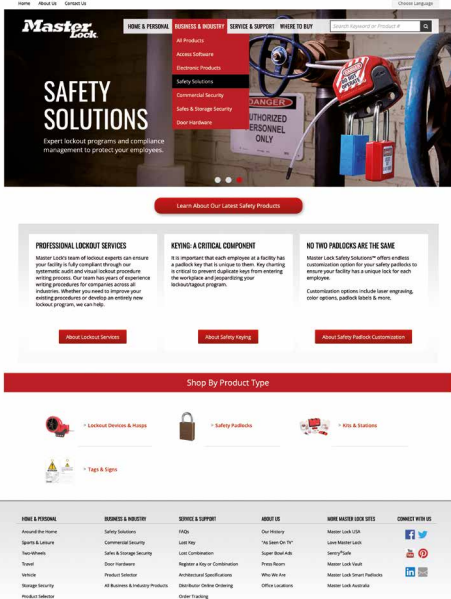 Home About Us Contact Us Choose Language
Master Lock
HOME & PERSONAL BUSINESS & INDUSTRY SERVICE & SUPPORT WHERE TO BUY Search Keyword or Product #
All Products
Access Software
Electronic Products
Safety Solutions
Commercial Security
Safes & Storage Security
Door Hardware
SAFETY
SOLUTIONS
Expert lockout programs and compliance
management to protect your employees.
DANGER
AUTHORIZED
PERSONNEL
ONLY
DO NOT
OPERATE
Learn About Our Latest Safety Products
PROFESSIONAL LOCKOUT SERVICES
Master Lock's team of lockout experts can ensure
your facility is fully compliant through our
systematic audit and visual lockout procedure
writing process. Our team has years of experience
writing procedures for companies across all
industries. Whether you need to improve your
existing procedures or develop an entirely new
lockout program, we can help.
About Lockout Services
KEYING: A CRITICAL COMPONENT
It is important that each employee at a facility has
a padlock key that is unique to them. Key charting
is critical to prevent duplicate keys from entering
the workplace and jeopardizing your
lockout/tagout program.
About Safety Keying
NO TWO PADLOCKS ARE THE SAME
Master Lock Safety Solutions™ offers endless
customization option for your safety padlocks to
ensure your facility has a unique lock for each
employee.
Customization options include laser engraving,
color options, padlock labels & more.
About Safety Padlock Customization
Shop By Product Type
Lockout Devices & Hasps
Safety Padlocks
Kits & Stations
Tags & Signs
HOME & PERSONAL
Around the Home
Sports & Leisure
Two-Wheels
Travel
Vehicle
Storage Security
Product Selector
BUSINESS & INDUSTRY
Safety Solutions
Commercial Security
Safes & Storage Security
Door Hardware
Product Selector
All Business & Industry Products
SERVICE & SUPPORT
FAQs
Lost Key
Lost Combination
Register a Key or Combination
Architectural Specifications
Distributor Online Ordering
Order Tracking
ABOUT US
Our History
"As Seen On TV"
Super Bowl Ads
Press Room
Who We Are
Office Locations
MORE MASTER LOCK SITES
Master Lock USA
Love Master Lock
Sentry®Safe
Master Lock Vault
Master Lock Smart Padlocks
Master Lock Australia
CONNECT WITH US